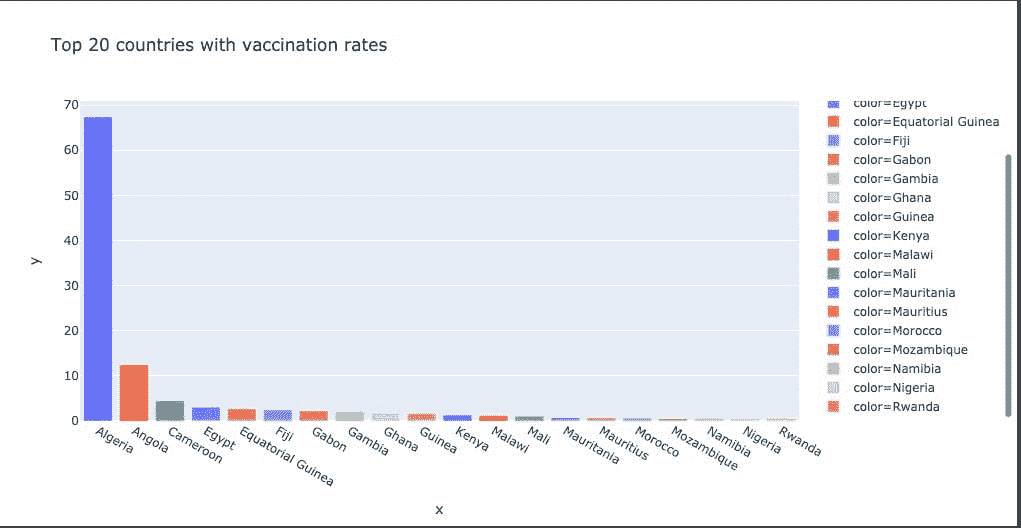 Top 20 countries with vaccination rates
70
60
50
40
30
20
10
0
y
Algeria
Angola
Cameroon
Egypt
Equatorial Guinea
Fiji
Gabon
Gambia
Ghana
Guinea
Kenya
Malawi
Mali
Mauritania
Mauritius
Morocco
Mozambique
Namibia
Nigeria
Rwanda
x
color=Egypt
color=Equatorial Guinea
color=Fiji
color=Gabon
color=Gambia
color=Ghana
color=Guinea
color=Kenya
color=Malawi
color=Mali
color=Mauritania
color=Mauritius
color=Morocco
color=Mozambique
color=Namibia
color=Nigeria
color=Rwanda